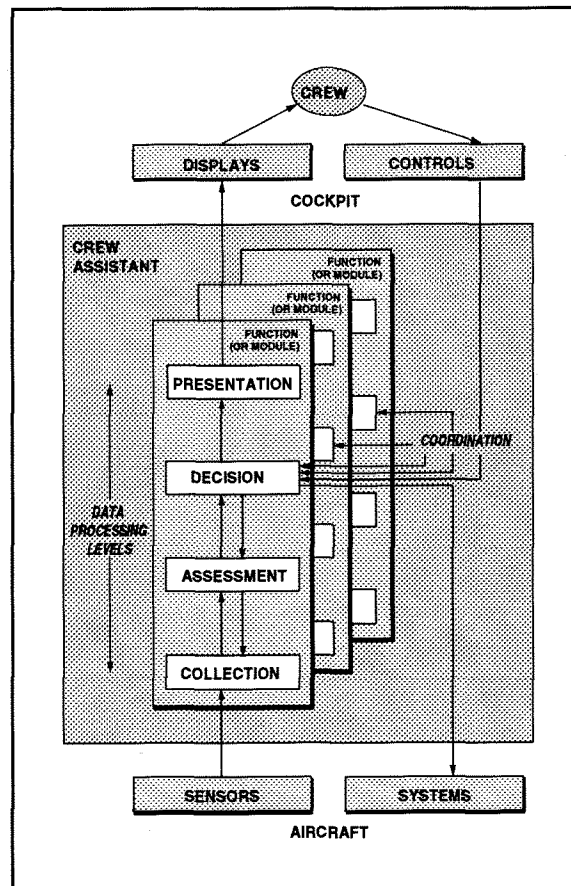 CREW
DISPLAYS
CONTROLS
COCKPIT
CREW
ASSISTANT
FUNCTION
(OR MODULE)
FUNCTION
(OR MODULE)
FUNCTION
(OR MODULE)
PRESENTATION
COORDINATION
DECISION
DATA
PROCESSING
LEVELS
ASSESSMENT
COLLECTION
SENSORS
SYSTEMS
AIRCRAFT